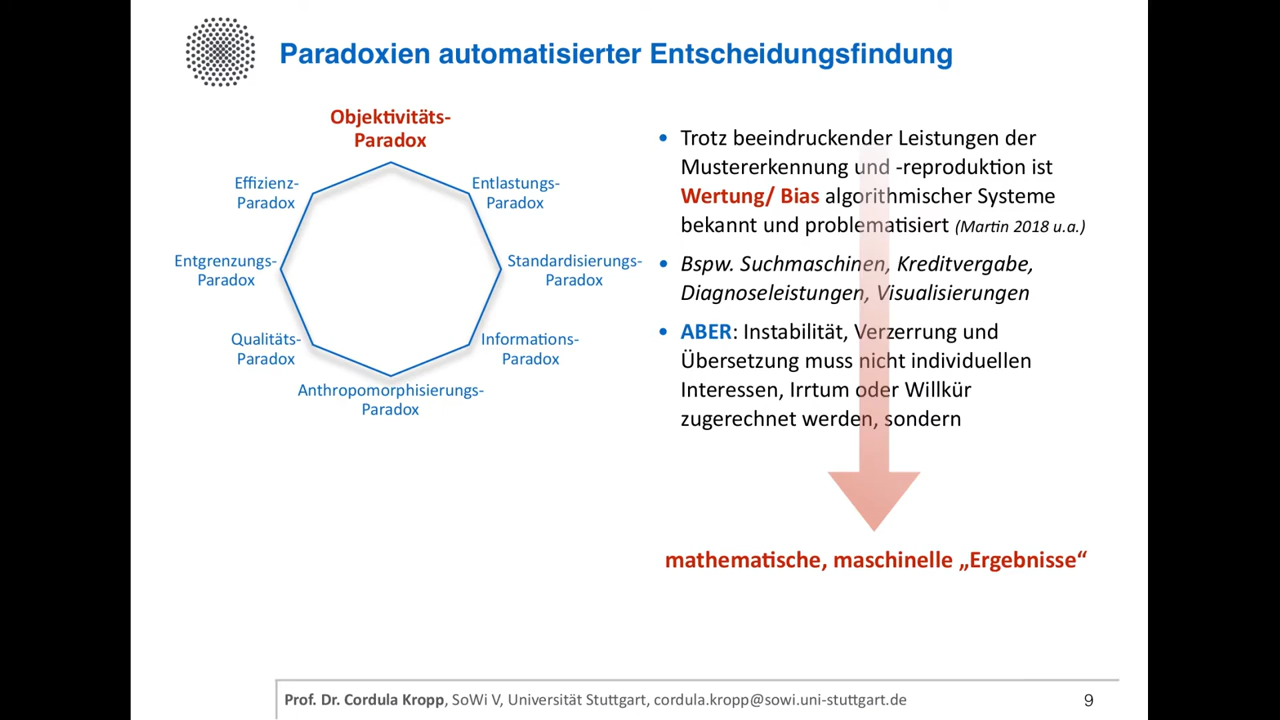 Paradoxien automatisierter Entscheidungsfindung
Objektivitäts-
Paradox
Effizienz-
Paradox
Entlastungs-
Paradox
Entgrenzungs-
Paradox
Standardisierungs-
Paradox
Qualitäts-
Paradox
Informations-
Paradox
Anthropomorphisierungs-
Paradox
• Trotz beeindruckender Leistungen der
Mustererkennung und -reproduktion ist
Wertung/ Bias algorithmischer Systeme
bekannt und problematisiert (Martin 2018 u.a.)
• Bspw. Suchmaschinen, Kreditvergabe,
Diagnoseleistungen, Visualisierungen
• ABER: Instabilität, Verzerrung und
Übersetzung muss nicht individuellen
Interessen, Irrtum oder Willkür
zugerechnet werden, sondern
mathematische, maschinelle „Ergebnisse“
Prof. Dr. Cordula Kropp, SoWi V, Universität Stuttgart, cordula.kropp@sowi.uni-stuttgart.de
9